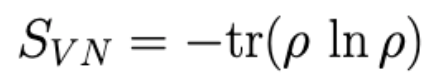 S_{VN} = −tr(ρ ln ρ)